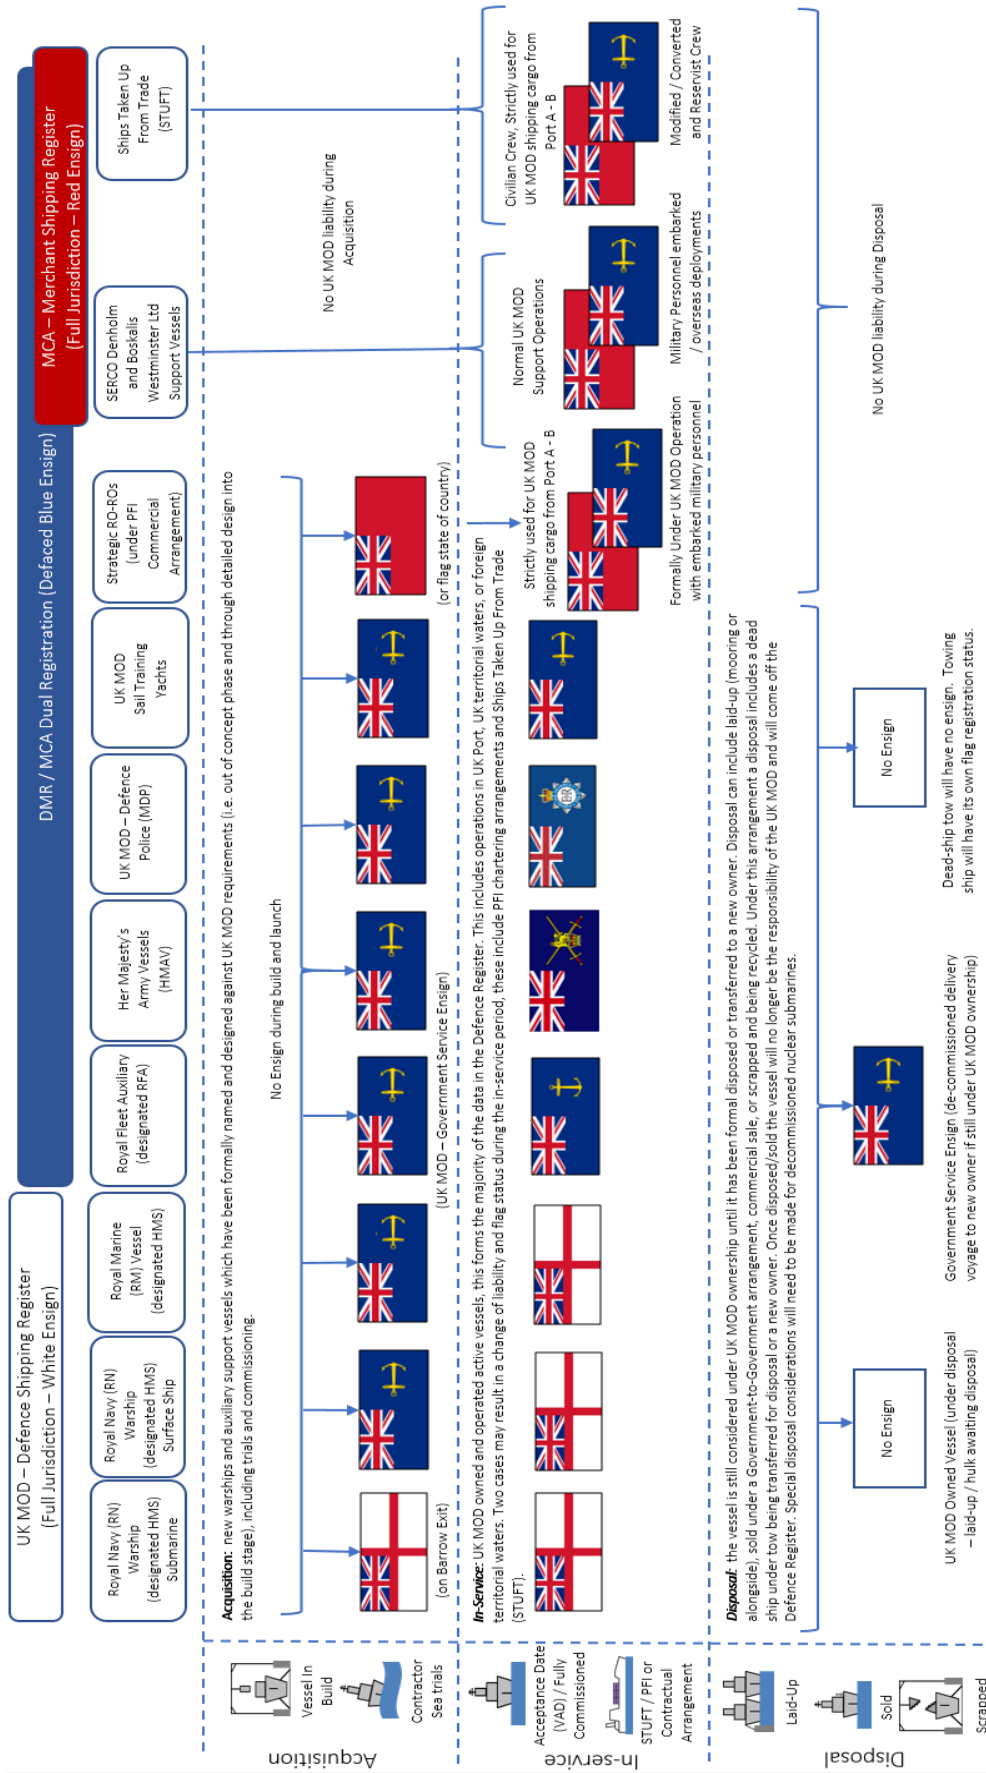 UK MOD – Defence Shipping Register
(Full Jurisdiction – White Ensign)
DMR / MCA Dual Registration (Defaced Blue Ensign)
MCA – Merchant Shipping Register
(Full Jurisdiction – Red Ensign)
Royal Navy (RN)
Warship
(designated HMS)
Submarine
Royal Navy (RN)
Warship
(designated HMS)
Surface Ship
Royal Marine
(RM) Vessel
(designated HMS)
Royal Fleet Auxiliary
(designated RFA)
Her Majesty's
Army Vessels
(HMAV)
UK MOD – Defence
Police (MDP)
UK MOD
Sail Training
Yachts
Strategic RO-ROs
(under PFI
Commercial
Arrangement)
SERCO Denholm
and Boskalis
Westminster Ltd
Support Vessels
Ships Taken Up
From Trade
(STUFT)
Acquisition
Vessel In
Build
Contractor
Sea trials
Acquisition: new warships and auxiliary support vessels which have been formally named and designed against UK MOD requirements (i.e. out of concept phase and through detailed design into
the build stage), including trials and commissioning.
No Ensign during build and launch
No UK MOD liability during
Acquisition
(on Barrow Exit)
(UK MOD – Government Service Ensign)
(or flag state of country)
In-service
Acceptance Date
(VAD) / Fully
Commissioned
STUFT / PFI or
Contractual
Arrangement
In-Service: UK MOD owned and operated active vessels, this forms the majority of the data in the Defence Register. This includes operations in UK Port, UK territorial waters, or foreign
territorial waters. Two cases may result in a change of liability and flag status during the in-service period, these include PFI chartering arrangements and Ships Taken Up From Trade
(STUFT).
Strictly used for UK MOD
shipping cargo from Port A - B
Formally Under UK MOD Operation
with embarked military personnel
Normal UK MOD
Support Operations
Military Personnel embarked
/ overseas deployments
Civilian Crew, Strictly used for
UK MOD shipping cargo from
Port A - B
Modified / Converted
and Reservist Crew
Disposal
Laid-Up
Sold
Scrapped
Disposal: the vessel is still considered under UK MOD ownership until it has been formal disposed or transferred to a new owner. Disposal can include laid-up (mooring or
alongside), sold under a Government-to-Government arrangement, commercial sale, or scrapped and being recycled. Under this arrangement a disposal includes a dead
ship under tow being transferred for disposal or a new owner. Once disposed/sold the vessel will no longer be the responsibility of the UK MOD and will come off the
Defence Register. Special disposal considerations will need to be made for decommissioned nuclear submarines.
No Ensign
UK MOD Owned Vessel (under disposal
– laid-up / hulk awaiting disposal)
Government Service Ensign (de-commissioned delivery
voyage to new owner if still under UK MOD ownership)
No Ensign
Dead-ship tow will have no ensign. Towing
ship will have its own flag registration status.
No UK MOD liability during Disposal